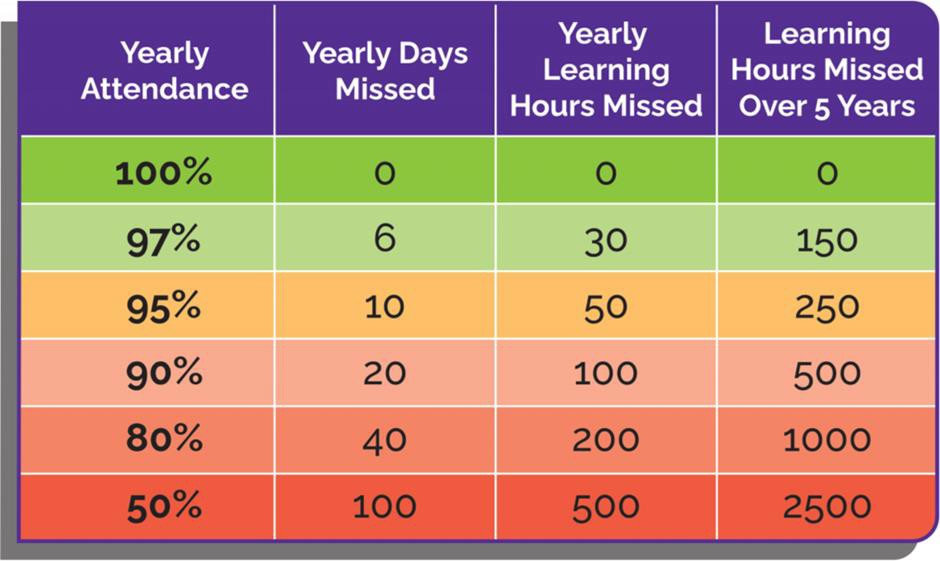 Yearly Attendance | Yearly Days Missed | Yearly Learning Hours Missed | Learning Hours Missed Over 5 Years
100% | 0 | 0 | 0
97% | 6 | 30 | 150
95% | 10 | 50 | 250
90% | 20 | 100 | 500
80% | 40 | 200 | 1000
50% | 100 | 500 | 2500